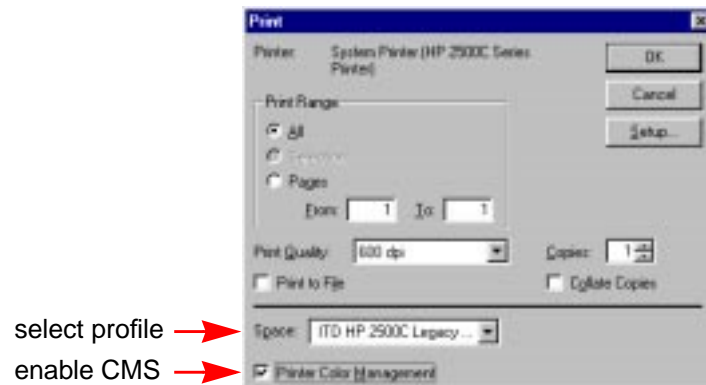 Print
Printer: System Printer (HP 2500C Series Printer)
OK
Cancel
Setup...
Print Range
All
Selection
Pages
From: 1 To: 1
Print Quality: 600 dpi
Copies: 1
Print to File
Collate Copies
select profile
Space: ITD HP 2500C Legacy ...
enable CMS
Printer Color Management